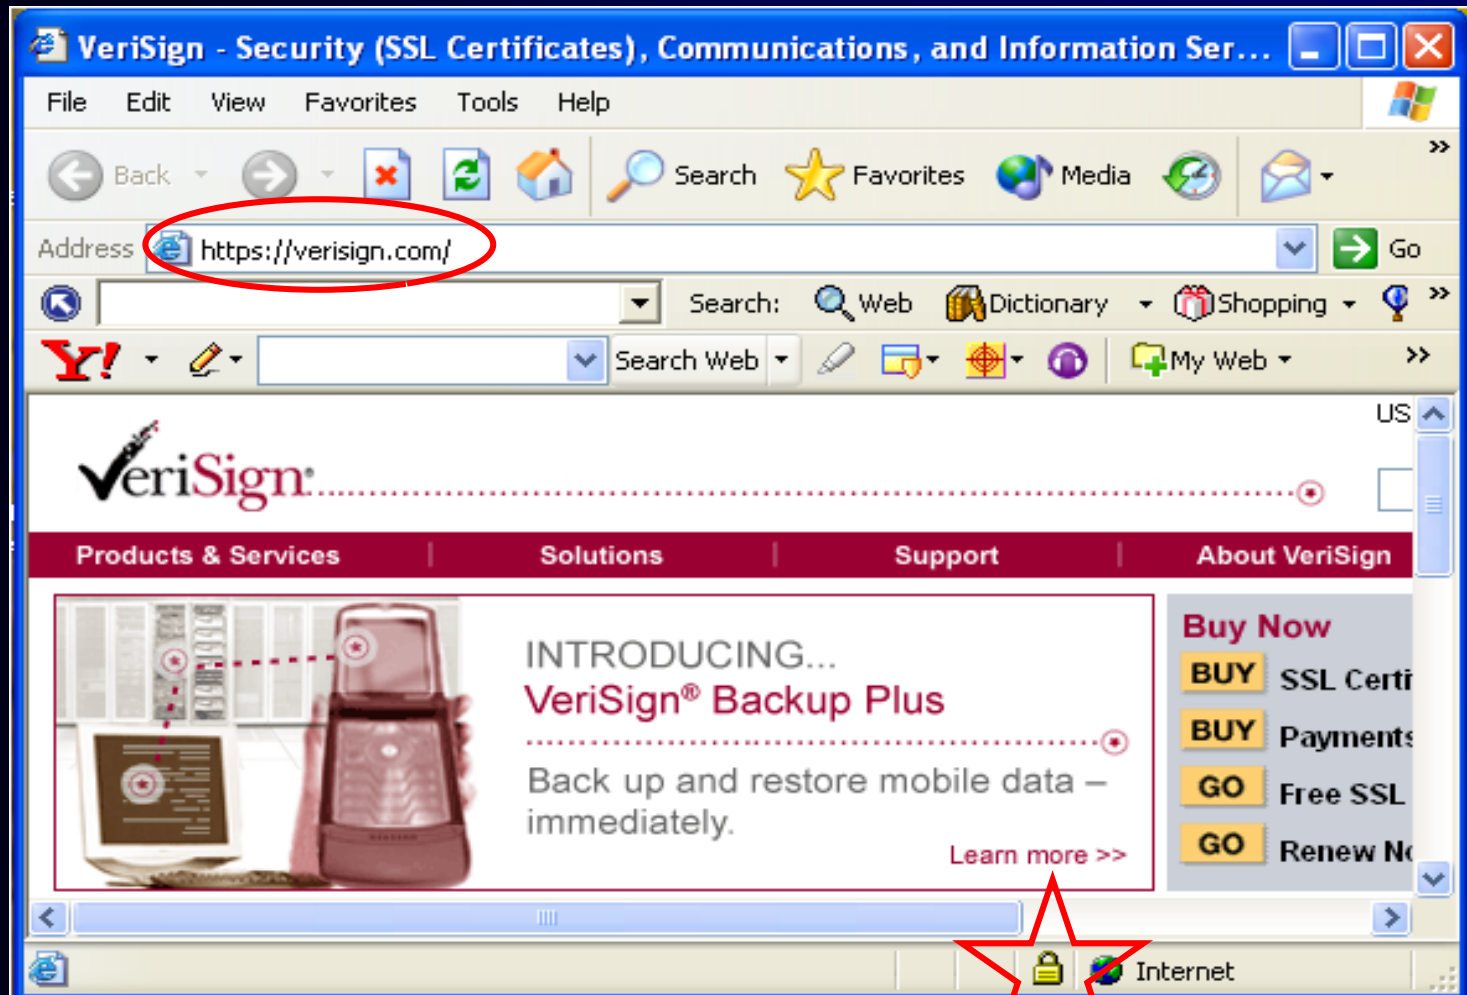 VeriSign - Security (SSL Certificates), Communications, and Information Ser...
File Edit View Favorites Tools Help
Back Search Favorites Media »
Address https://verisign.com/ Go
Search: Web Dictionary Shopping »
Y! Search Web My Web »
US
VeriSign®
Products & Services | Solutions | Support | About VeriSign
INTRODUCING...
VeriSign® Backup Plus
Back up and restore mobile data –
immediately.
Learn more >>
Buy Now
BUY SSL Certi
BUY Payments
GO Free SSL
GO Renew No
Internet